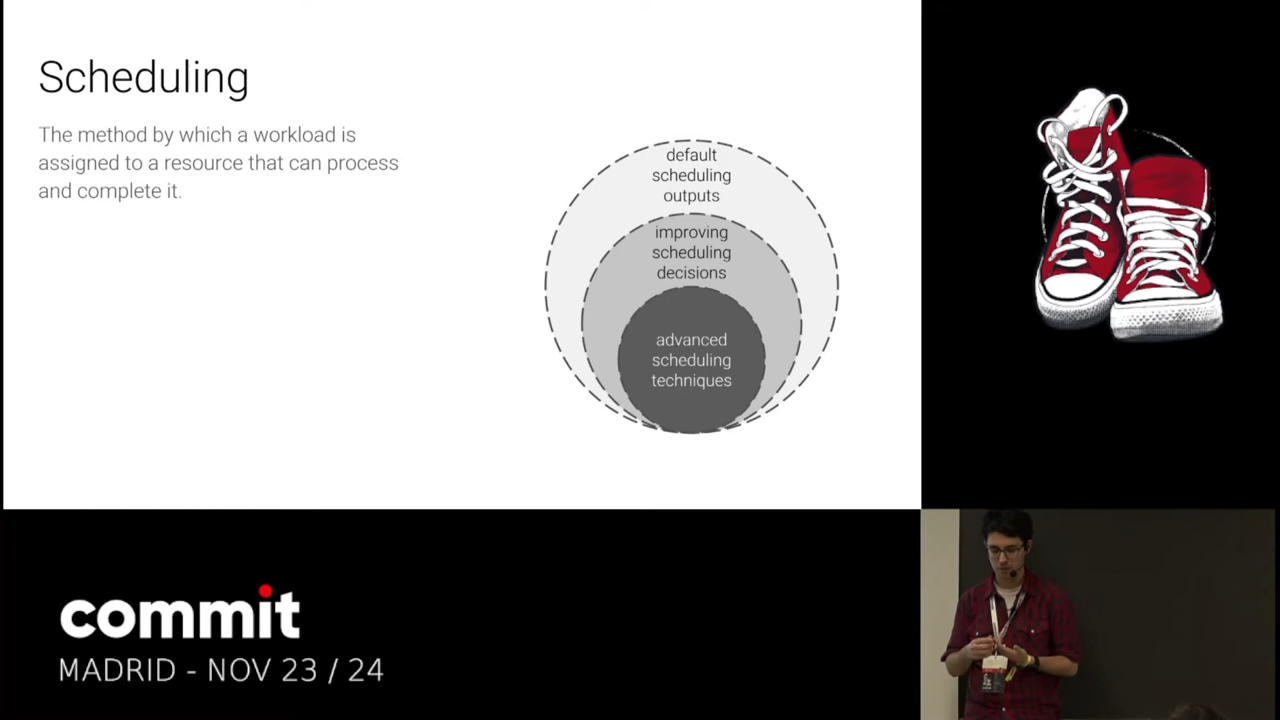 Scheduling
The method by which a workload is
assigned to a resource that can process
and complete it.
default
scheduling
outputs
improving
scheduling
decisions
advanced
scheduling
techniques
commit
MADRID - NOV 23 / 24